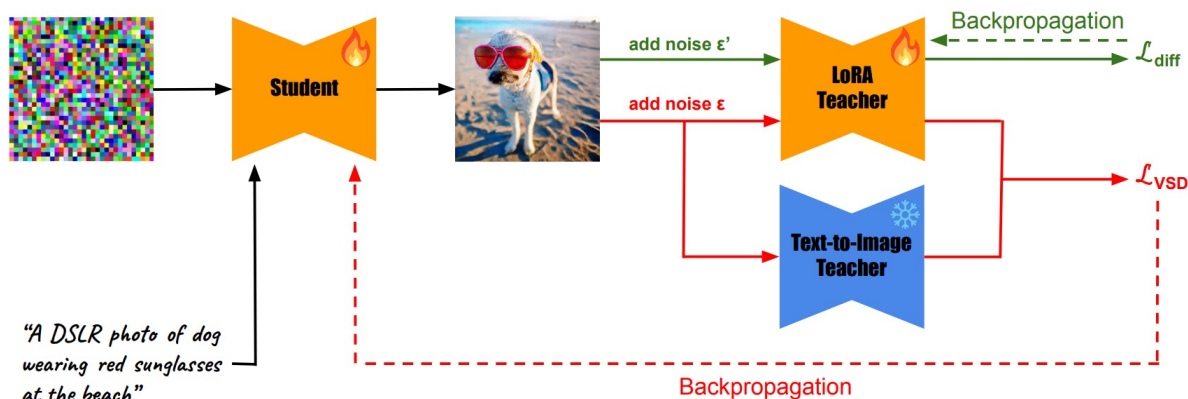 Backpropagation
add noise ε’
LoRA
Teacher
ℒdiff
Student
add noise ε
ℒVSD
Text-to-Image
Teacher
“A DSLR photo of dog
wearing red sunglasses
at the beach”
Backpropagation